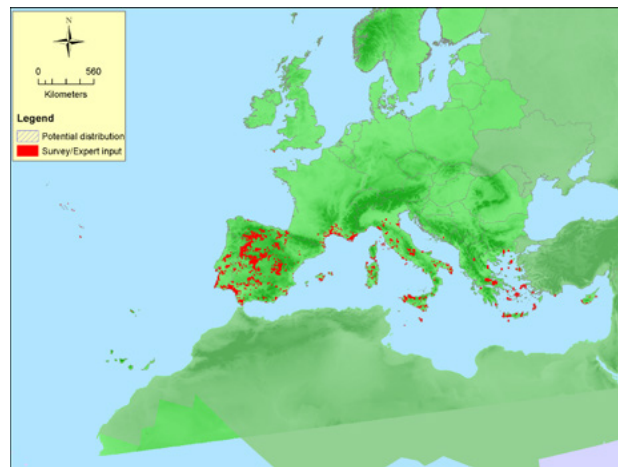 N
0 560
Kilometers
Legend
Potential distribution
Survey/Expert input